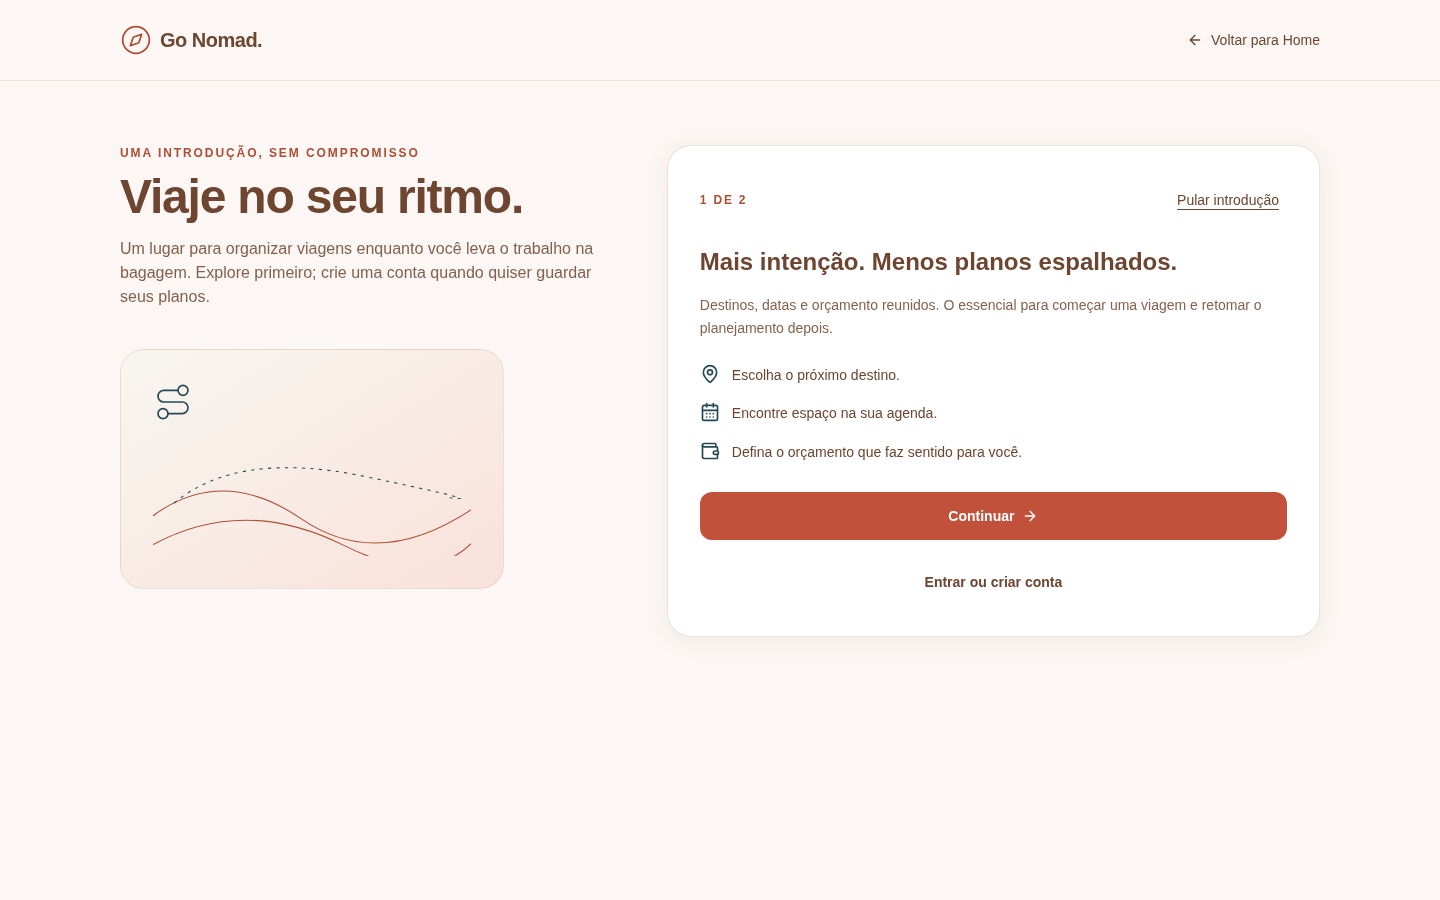 Go Nomad.
Voltar para Home
UMA INTRODUÇÃO, SEM COMPROMISSO
Viaje no seu ritmo.
Um lugar para organizar viagens enquanto você leva o trabalho na
bagagem. Explore primeiro; crie uma conta quando quiser guardar
seus planos.
1 DE 2
Pular introdução
Mais intenção. Menos planos espalhados.
Destinos, datas e orçamento reunidos. O essencial para começar uma viagem e retomar o
planejamento depois.
Escolha o próximo destino.
Encontre espaço na sua agenda.
Defina o orçamento que faz sentido para você.
Continuar
Entrar ou criar conta